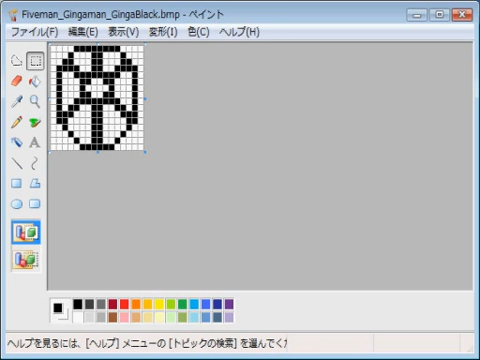 Fiveman_Gingaman_GingaBlack.bmp - ペイント
ファイル(F) 編集(E) 表示(V) 変形(I) 色(C) ヘルプ(H)
A
ヘルプを見るには、[ヘルプ] メニューの [トピックの検索] を選んでくだ